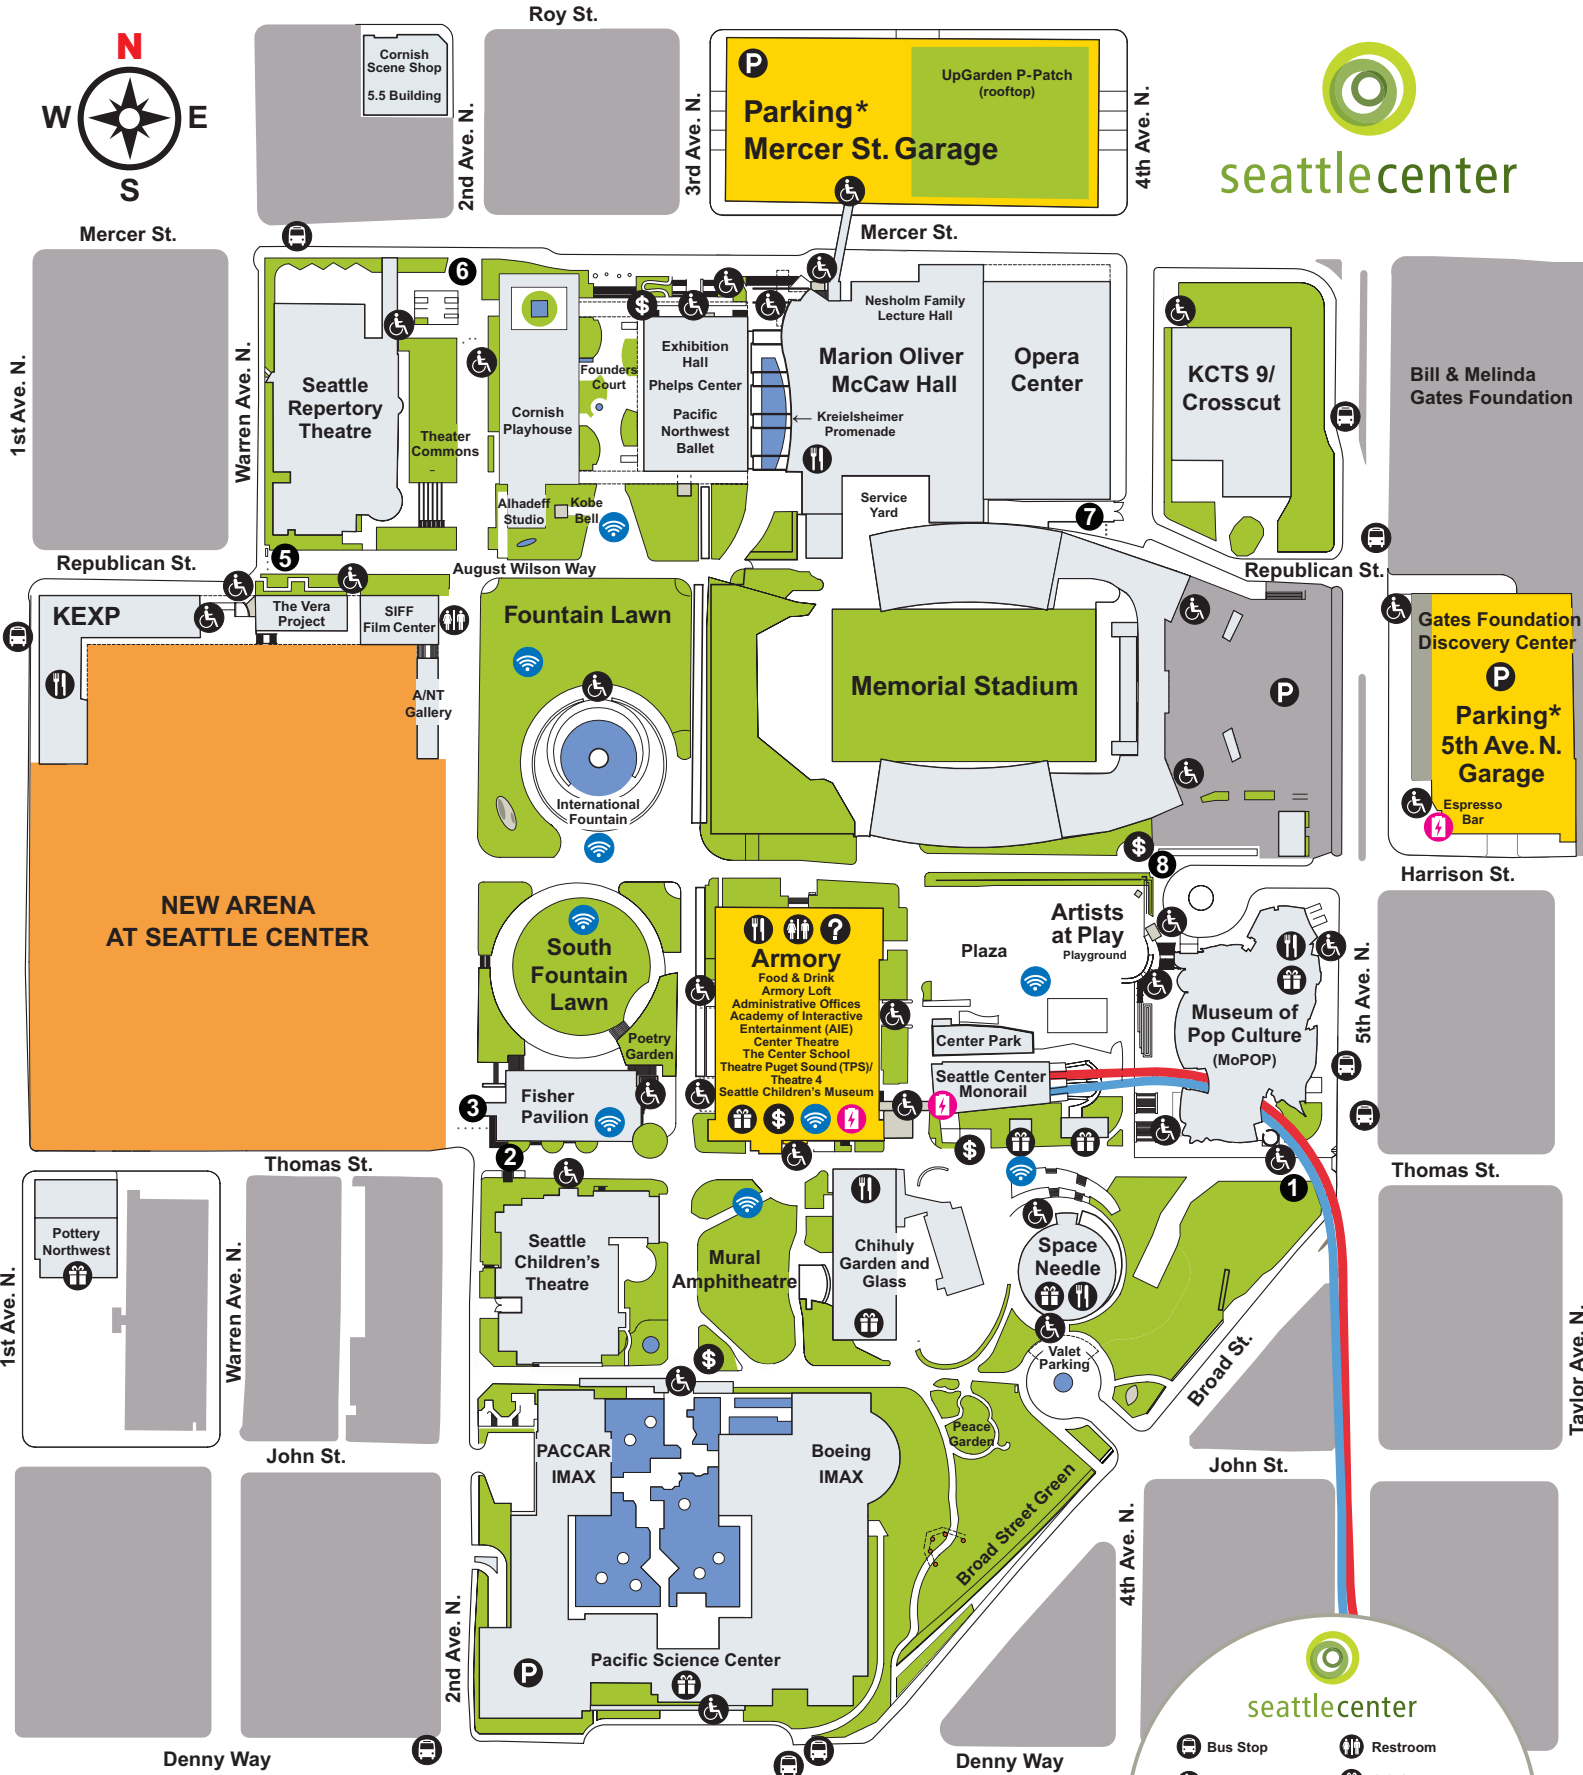 Roy St.
N
W
E
S
Cornish
Scene Shop
5.5 Building
2nd Ave. N.
3rd Ave. N.
P
Parking*
Mercer St. Garage
UpGarden P-Patch
(rooftop)
4th Ave. N.
seattlecenter
Mercer St.
Mercer St.
6
1st Ave. N.
Warren Ave. N.
Seattle
Repertory
Theatre
Theater
Commons
Cornish
Playhouse
Founders
Court
$
Exhibition
Hall
Phelps Center
Pacific
Northwest
Ballet
Nesholm Family
Lecture Hall
Marion Oliver
McCaw Hall
Kreielsheimer
Promenade
Opera
Center
KCTS 9/
Crosscut
Bill & Melinda
Gates Foundation
Alhadeff
Studio
Kobe
Bell
Service
Yard
7
5
Republican St.
August Wilson Way
Republican St.
KEXP
The Vera
Project
SIFF
Film Center
A/NT
Gallery
Fountain Lawn
International
Fountain
Memorial Stadium
P
Gates Foundation
Discovery Center
P
Parking*
5th Ave. N.
Garage
Espresso
Bar
$
8
Harrison St.
NEW ARENA
AT SEATTLE CENTER
South
Fountain
Lawn
Poetry
Garden
?
Armory
Food & Drink
Armory Loft
Administrative Offices
Academy of Interactive
Entertainment (AIE)
Center Theatre
The Center School
Theatre Puget Sound (TPS)/
Theatre 4
Seattle Children's Museum
$
Plaza
Artists
at Play
Playground
Center Park
Seattle Center
Monorail
$
Museum of
Pop Culture
(MoPOP)
5th Ave. N.
3
Fisher
Pavilion
2
Thomas St.
1
Thomas St.
1st Ave. N.
Pottery
Northwest
Warren Ave. N.
Seattle
Children's
Theatre
Mural
Amphitheatre
$
Chihuly
Garden and
Glass
Space
Needle
Valet
Parking
Broad St.
Taylor Ave. N.
John St.
John St.
PACCAR
IMAX
Boeing
IMAX
Peace
Garden
Broad Street Green
4th Ave. N.
2nd Ave. N.
P
Pacific Science Center
Denny Way
Denny Way
seattlecenter
Bus Stop
Restroom